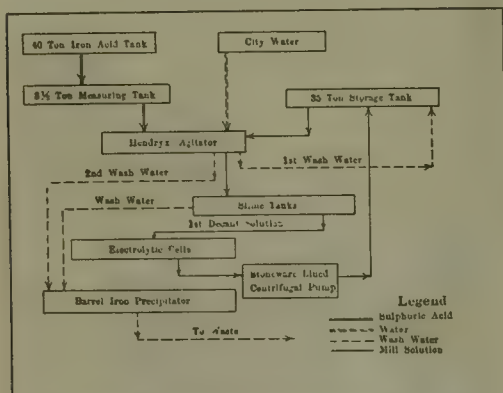 40 Ton Iron Acid Tank
City Water
8½ Ton Measuring Tank
35 Ton Storage Tank
Hendryx Agitator
1st Wash Water
2nd Wash Water
Slime Tanks
Wash Water
1st Decant Solution
Electrolytic Cells
Stoneware Lined
Centrifugal Pump
Barrel Iron Precipitator
To Waste
Legend
Sulphuric Acid
Water
Wash Water
Mill Solution